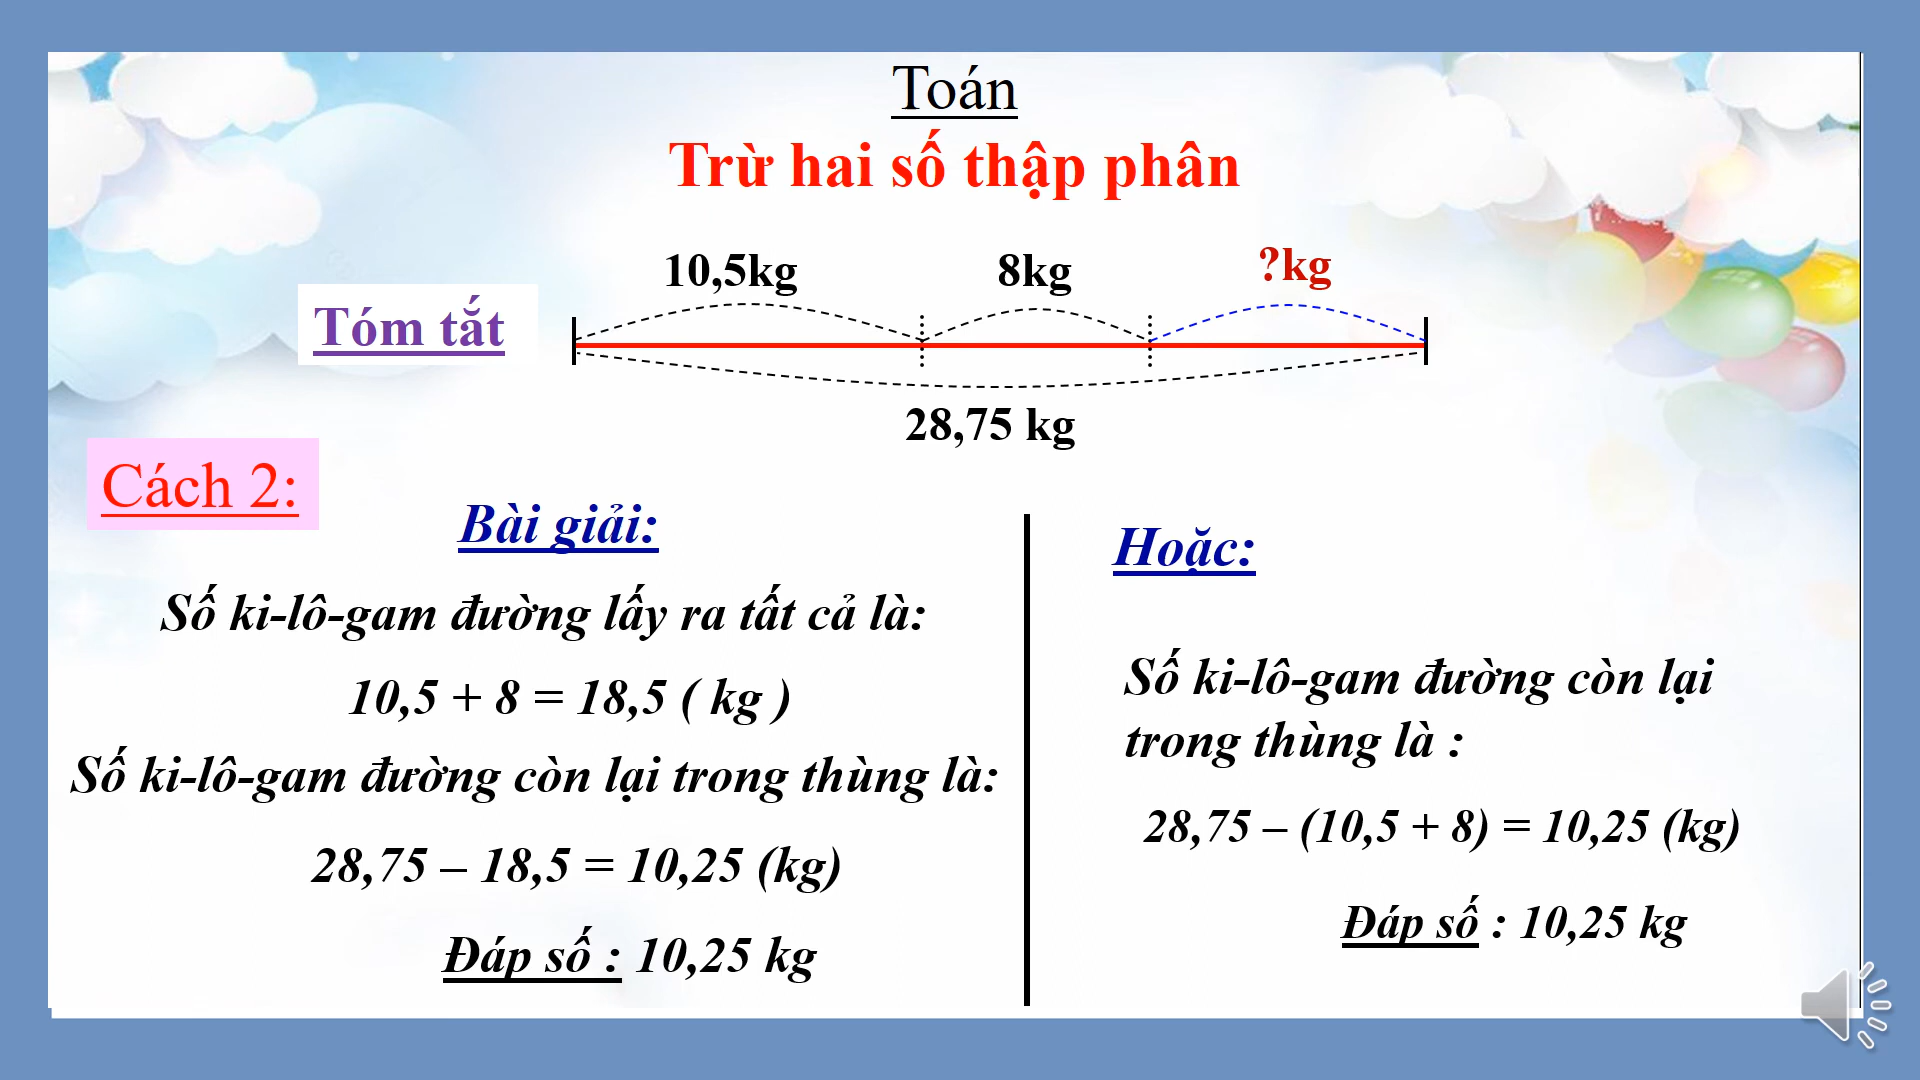 Toán
Trừ hai số thập phân
10,5kg 8kg ?kg
Tóm tắt
28,75 kg
Cách 2:
Bài giải:
Số ki-lô-gam đường lấy ra tất cả là:
10,5 + 8 = 18,5 ( kg )
Số ki-lô-gam đường còn lại trong thùng là:
28,75 – 18,5 = 10,25 (kg)
Đáp số : 10,25 kg
Hoặc:
Số ki-lô-gam đường còn lại
trong thùng là :
28,75 – (10,5 + 8) = 10,25 (kg)
Đáp số : 10,25 kg